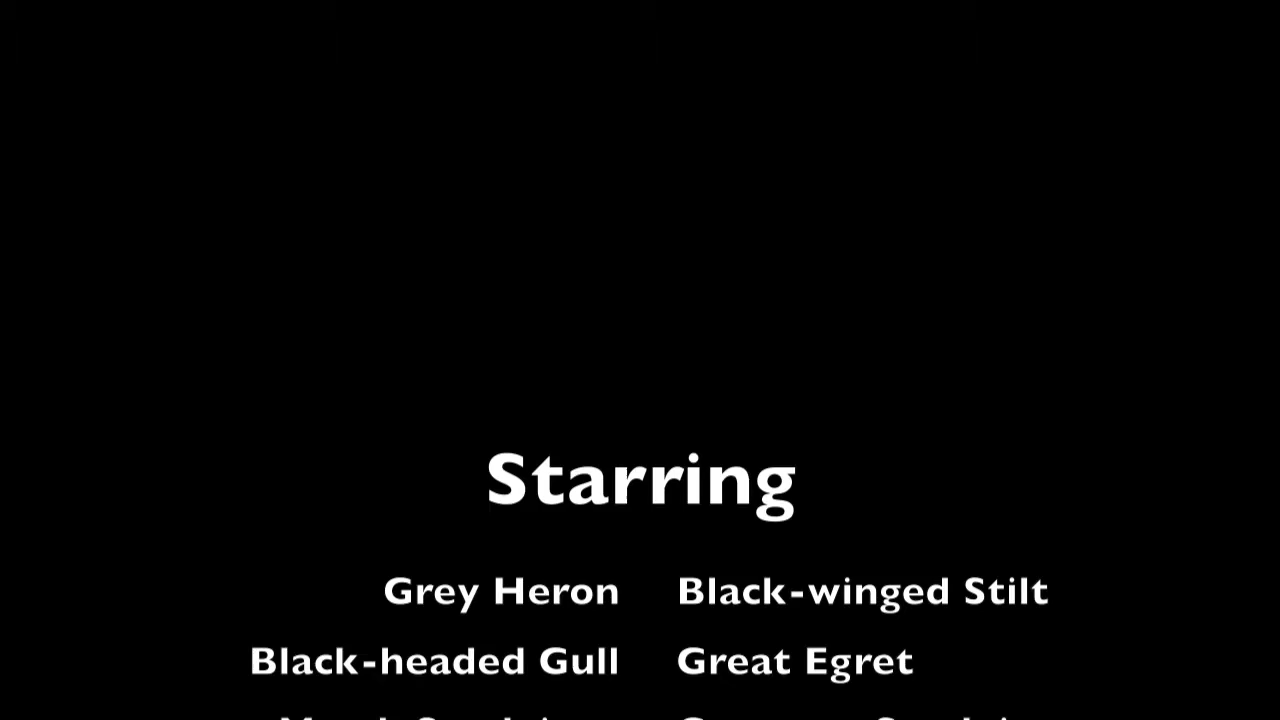 Starring
Grey Heron Black-winged Stilt
Black-headed Gull Great Egret